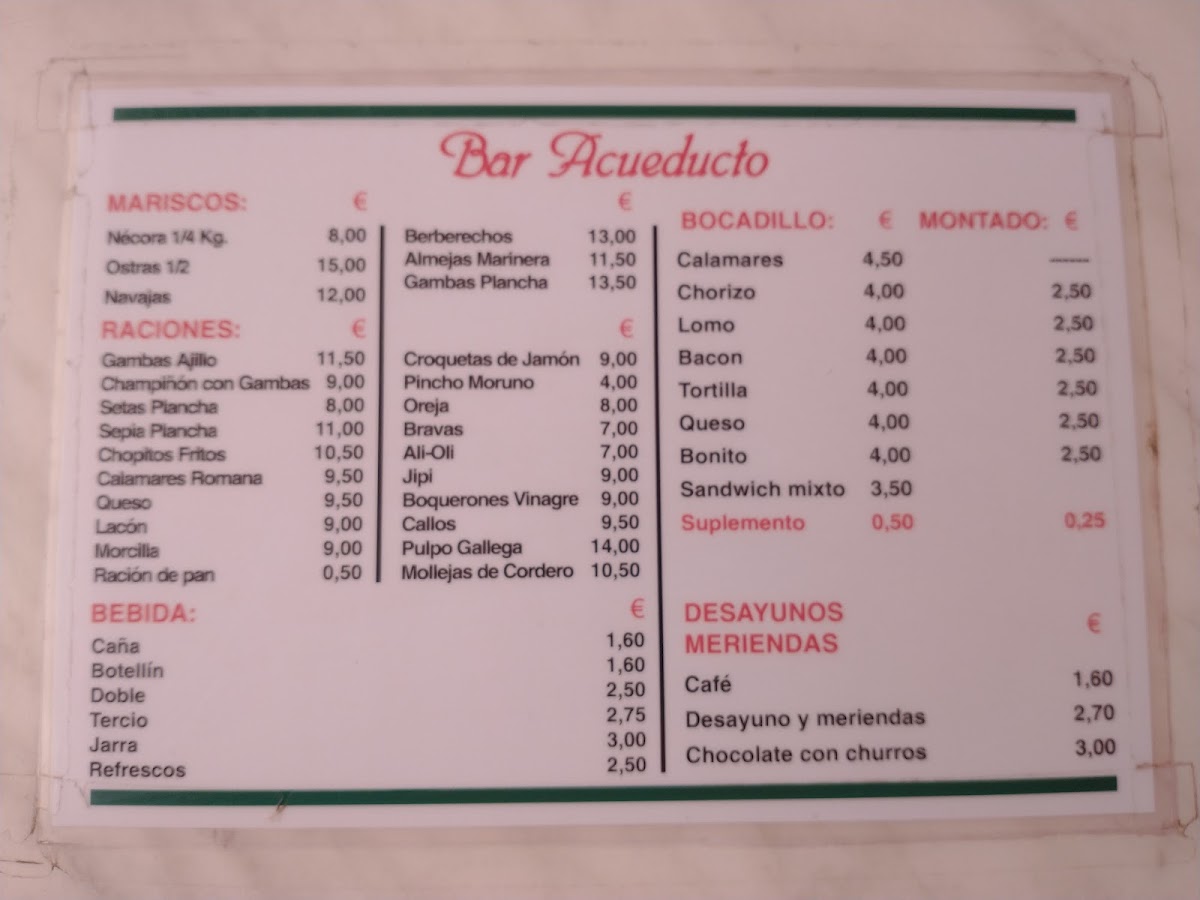 Bar Acueducto
MARISCOS: €
Nécora 1/4 Kg. 8,00
Ostras 1/2 15,00
Navajas 12,00
€
Berberechos 13,00
Almejas Marinera 11,50
Gambas Plancha 13,50
RACIONES: €
Gambas Ajillo 11,50
Champiñón con Gambas 9,00
Setas Plancha 8,00
Sepia Plancha 11,00
Chopitos Fritos 10,50
Calamares Romana 9,50
Queso 9,50
Lacón 9,00
Morcilla 9,00
Ración de pan 0,50
€
Croquetas de Jamón 9,00
Pincho Moruno 4,00
Oreja 8,00
Bravas 7,00
Ali-Oli 7,00
Jipi 9,00
Boquerones Vinagre 9,00
Callos 9,50
Pulpo Gallega 14,00
Mollejas de Cordero 10,50
BEBIDA: €
Caña 1,60
Botellín 1,60
Doble 2,50
Tercio 2,75
Jarra 3,00
Refrescos 2,50
BOCADILLO: € MONTADO: €
Calamares 4,50 ------
Chorizo 4,00 2,50
Lomo 4,00 2,50
Bacon 4,00 2,50
Tortilla 4,00 2,50
Queso 4,00 2,50
Bonito 4,00 2,50
Sandwich mixto 3,50
Suplemento 0,50 0,25
DESAYUNOS
MERIENDAS €
Café 1,60
Desayuno y meriendas 2,70
Chocolate con churros 3,00